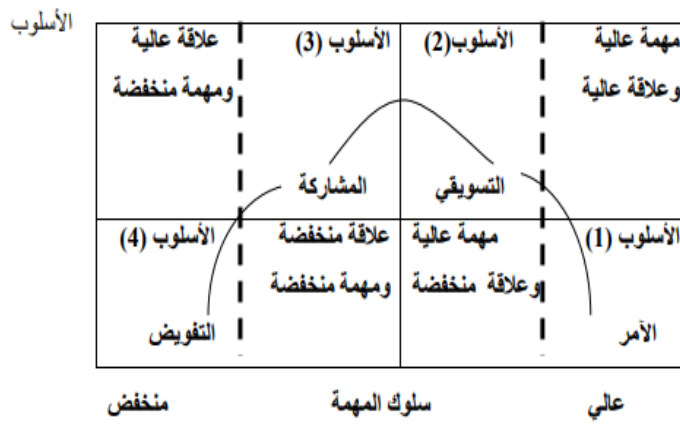 الأسلوب
مهمة عالية
وعلاقة عالية
الأسلوب(2)
الأسلوب (3)
علاقة عالية
ومهمة منخفضة
التسويقي
المشاركة
الأسلوب (1)
مهمة عالية
وعلاقة منخفضة
علاقة منخفضة
ومهمة منخفضة
الأسلوب (4)
الآمر
التفويض
عالي
سلوك المهمة
منخفض